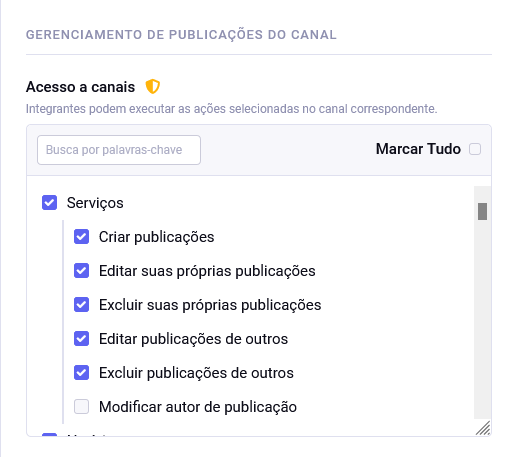 GERENCIAMENTO DE PUBLICAÇÕES DO CANAL
Acesso a canais
Integrantes podem executar as ações selecionadas no canal correspondente.
Busca por palavras-chave
Marcar Tudo
Serviços
Criar publicações
Editar suas próprias publicações
Excluir suas próprias publicações
Editar publicações de outros
Excluir publicações de outros
Modificar autor de publicação